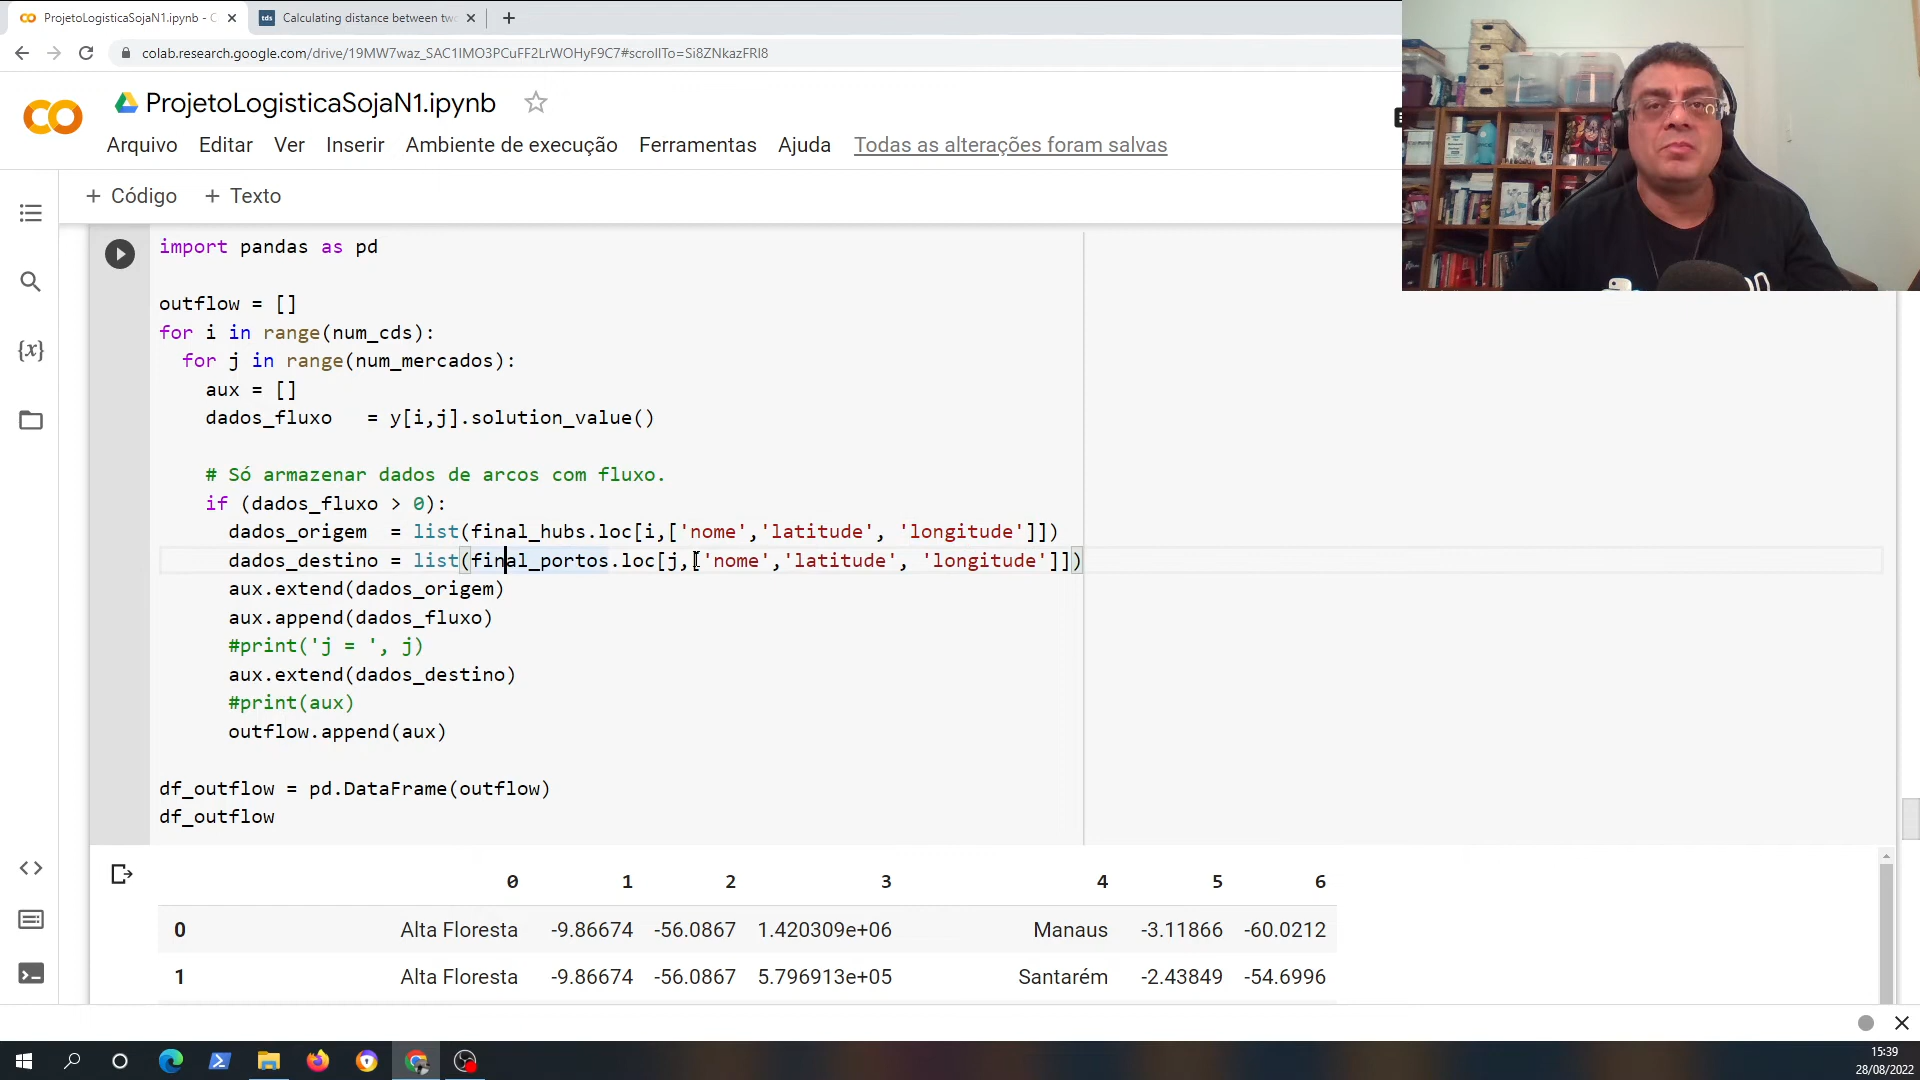 ProjetoLogisticaSojaN1.ipynb - C
tds
Calculating distance between two
colab.research.google.com/drive/19MW7waz_SAC1IMO3PCuFF2LrWOHyF9C7#scrollTo=Si8ZNkazFRI8
ProjetoLogisticaSojaN1.ipynb
Arquivo Editar Ver Inserir Ambiente de execução Ferramentas Ajuda Todas as alterações foram salvas
+ Código + Texto
import pandas as pd
outflow = []
for i in range(num_cds):
for j in range(num_mercados):
aux = []
dados_fluxo = y[i,j].solution_value()
# Só armazenar dados de arcos com fluxo.
if (dados_fluxo > 0):
dados_origem = list(final_hubs.loc[i,['nome','latitude', 'longitude']])
dados_destino = list(final_portos.loc[j,['nome','latitude', 'longitude']])
aux.extend(dados_origem)
aux.append(dados_fluxo)
#print('j = ', j)
aux.extend(dados_destino)
#print(aux)
outflow.append(aux)
df_outflow = pd.DataFrame(outflow)
df_outflow
0 1 2 3 4 5 6
0 Alta Floresta -9.86674 -56.0867 1.420309e+06 Manaus -3.11866 -60.0212
1 Alta Floresta -9.86674 -56.0867 5.796913e+05 Santarém -2.43849 -54.6996
15:39
28/08/2022